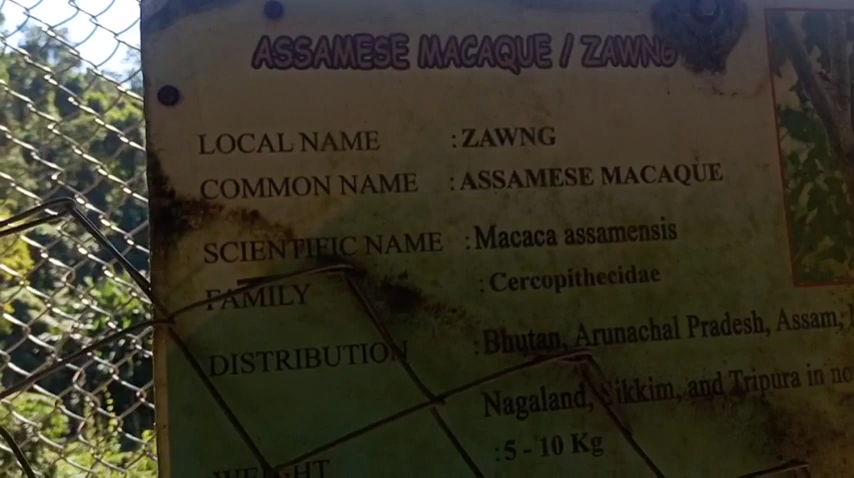 ASSAMESE MACAQUE / ZAWNG
LOCAL NAME : ZAWNG
COMMON NAME : ASSAMESE MACAQUE
SCIENTIFIC NAME : Macaca assamensis
FAMILY : Cercopithecidae
DISTRIBUTION : Bhutan, Arunachal Pradesh, Assam,
Nagaland, Sikkim, and Tripura in
WEIGHT : 5 - 10 Kg